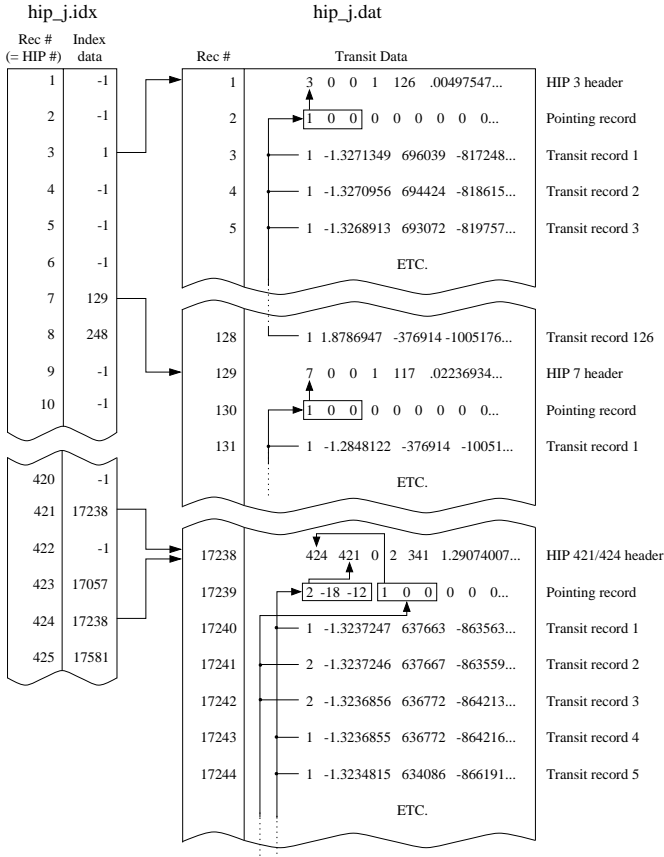 hip_j.idx
hip_j.dat
Rec # Index
(= HIP #) data
Rec # Transit Data
1 -1
2 -1
3 1
4 -1
5 -1
6 -1
7 129
8 248
9 -1
10 -1
420 -1
421 17238
422 -1
423 17057
424 17238
425 17581
1 3 0 0 1 126 .00497547... HIP 3 header
2 1 0 0 0 0 0 0 0... Pointing record
3 1 -1.3271349 696039 -817248... Transit record 1
4 1 -1.3270956 694424 -818615... Transit record 2
5 1 -1.3268913 693072 -819757... Transit record 3
ETC.
128 1 1.8786947 -376914 -1005176... Transit record 126
129 7 0 0 1 117 .02236934... HIP 7 header
130 1 0 0 0 0 0 0 0... Pointing record
131 1 -1.2848122 -376914 -10051... Transit record 1
ETC.
17238 424 421 0 2 341 1.29074007... HIP 421/424 header
17239 2 -18 -12 1 0 0 0 0 0... Pointing record
17240 1 -1.3237247 637663 -863563... Transit record 1
17241 2 -1.3237246 637667 -863559... Transit record 2
17242 2 -1.3236856 636772 -864213... Transit record 3
17243 1 -1.3236855 636772 -864216... Transit record 4
17244 1 -1.3234815 634086 -866191... Transit record 5
ETC.